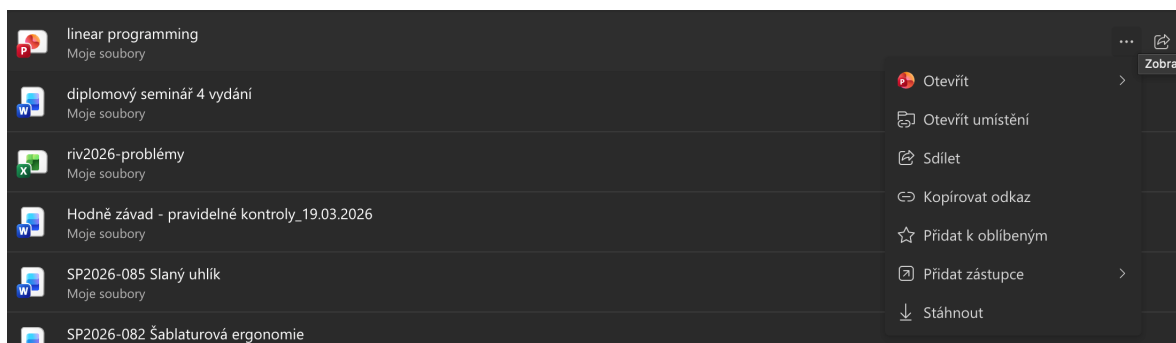 linear programming
Moje soubory
Zobra
diplomový seminář 4 vydání
Moje soubory
riv2026-problémy
Moje soubory
Hodně závad - pravidelné kontroly_19.03.2026
Moje soubory
SP2026-085 Slaný uhlík
Moje soubory
SP2026-082 Šablaturová ergonomie
Otevřít
Otevřít umístění
Sdílet
Kopírovat odkaz
Přidat k oblíbeným
Přidat zástupce
Stáhnout